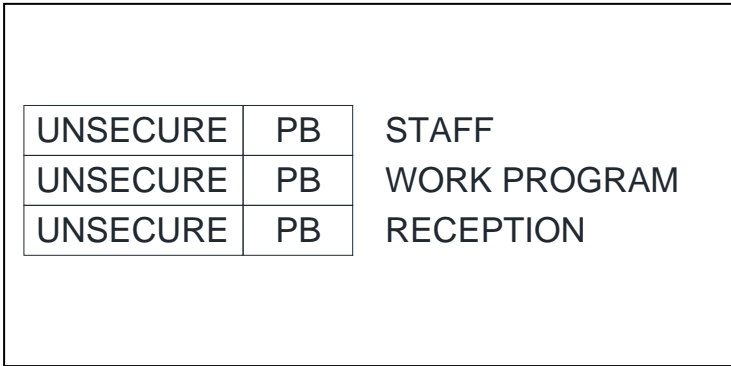 UNSECURE PB STAFF
UNSECURE PB WORK PROGRAM
UNSECURE PB RECEPTION